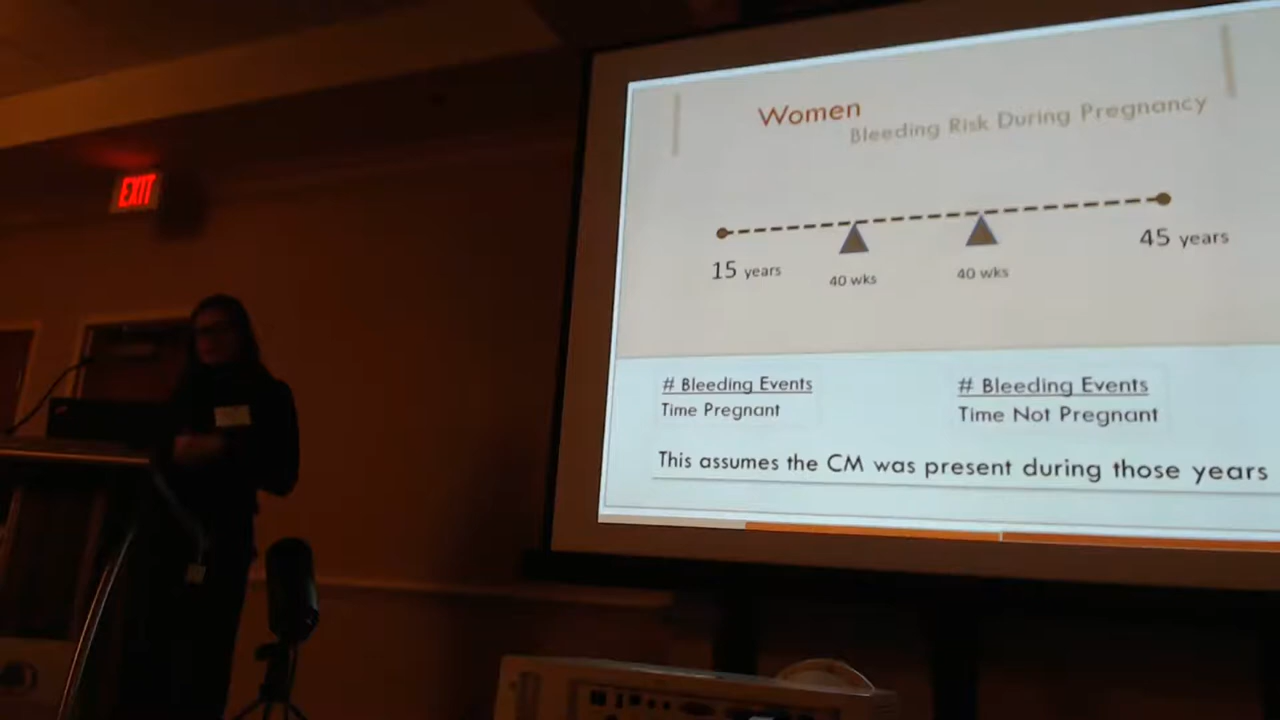 EXIT
Women
Bleeding Risk During Pregnancy
15 years
40 wks
40 wks
45 years
# Bleeding Events
Time Pregnant
# Bleeding Events
Time Not Pregnant
This assumes the CM was present during those years